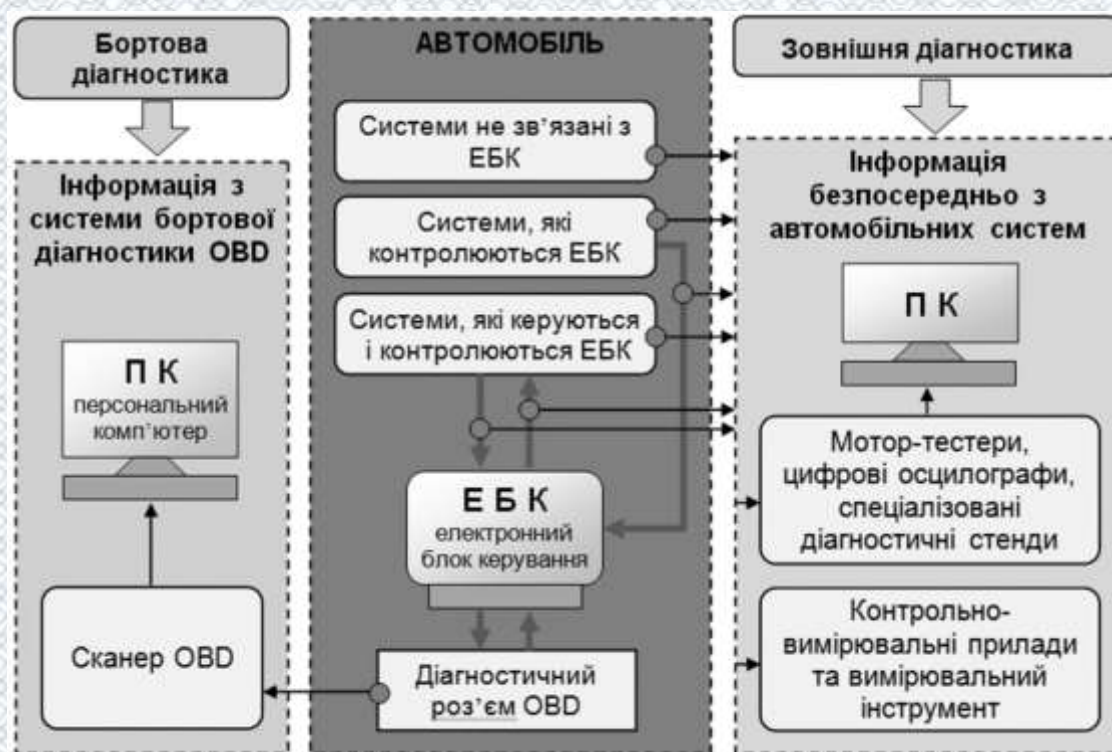 Бортова
діагностика
Інформація з
системи бортової
діагностики OBD
П К
персональний
комп'ютер
Сканер OBD
АВТОМОБІЛЬ
Системи не зв'язані з
ЕБК
Системи, які
контролюються ЕБК
Системи, які керуються
і контролюються ЕБК
Е Б К
електронний
блок керування
Діагностичний
роз'єм OBD
Зовнішня діагностика
Інформація
безпосередньо з
автомобільних систем
П К
Мотор-тестери,
цифрові осцилографи,
спеціалізовані
діагностичні стенди
Контрольно-
вимірювальні прилади
та вимірювальний
інструмент